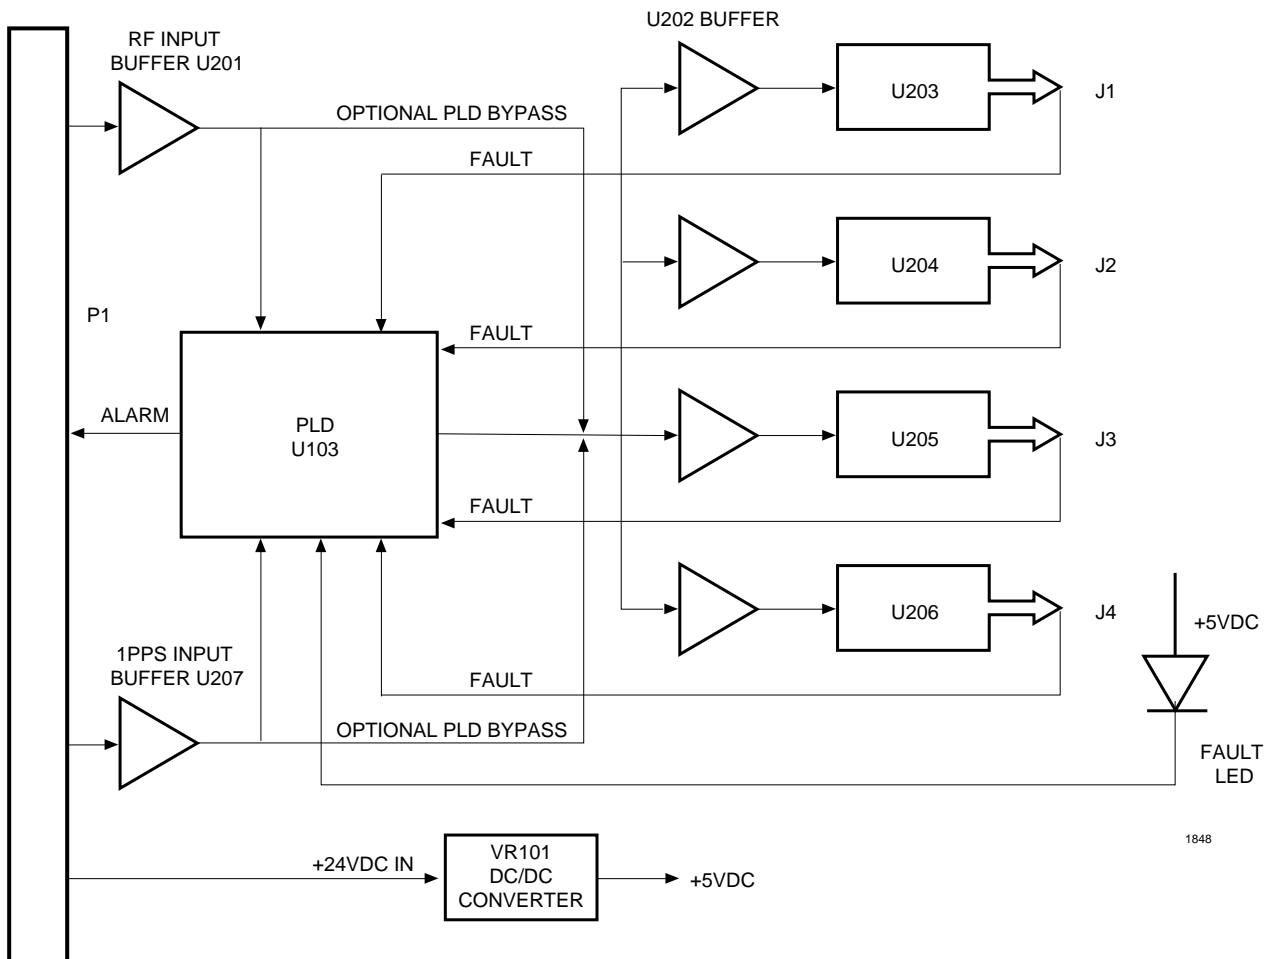 U202 BUFFER
RF INPUT
BUFFER U201
U203
J1
OPTIONAL PLD BYPASS
FAULT
U204
J2
P1
FAULT
ALARM
PLD
U103
U205
J3
FAULT
U206
J4
+5VDC
1PPS INPUT
BUFFER U207
FAULT
OPTIONAL PLD BYPASS
FAULT
LED
1848
+24VDC IN
VR101
DC/DC
CONVERTER
+5VDC